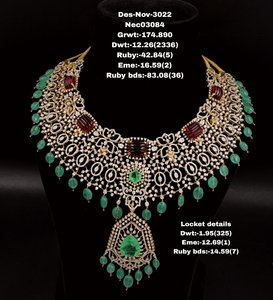 Des-Nov-3022
Nec03084
Grwt:-174.890
Dwt:-12.26(2336)
Ruby:-42.84(5)
Eme:-16.59(2)
Ruby bds:-83.08(36)
Locket details
Dwt:-1.95(325)
Eme:-12.69(1)
Ruby bds:-14.59(7)